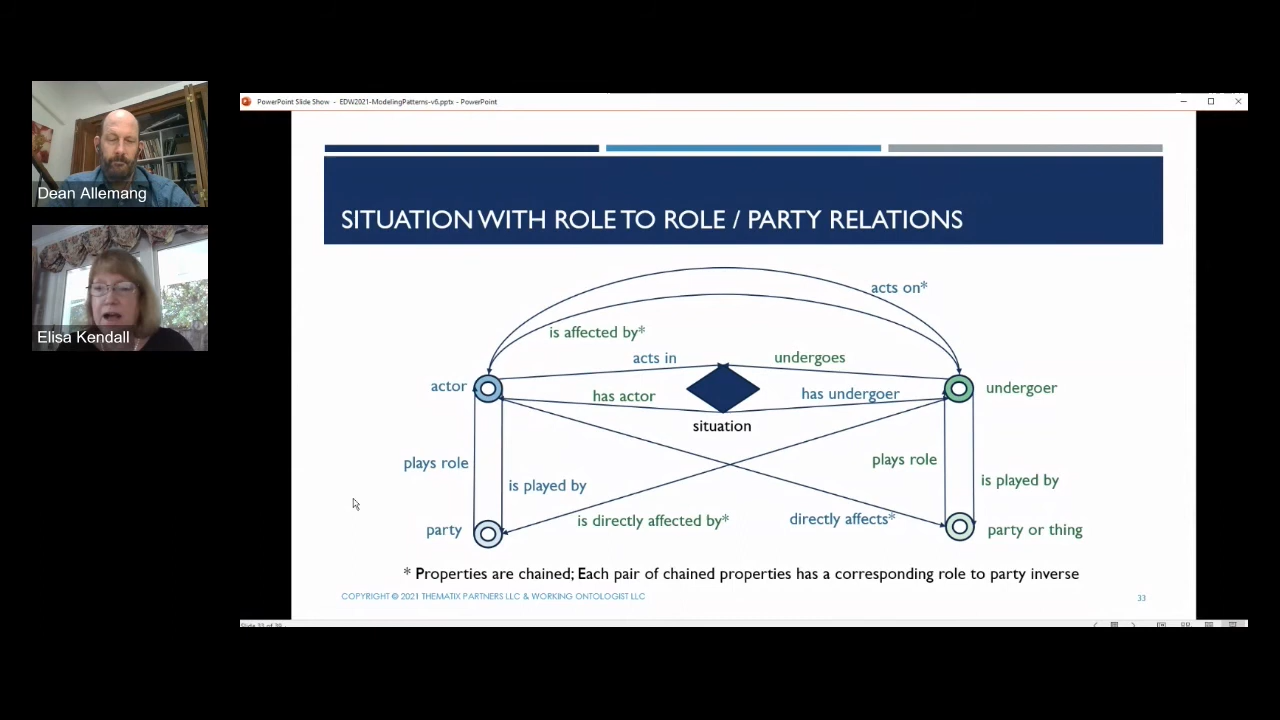 PowerPoint Slide Show - EDW2021-ModelingPatterns-v6.pptx - PowerPoint
Dean Allemang
Elisa Kendall
SITUATION WITH ROLE TO ROLE / PARTY RELATIONS
acts on*
is affected by*
acts in
undergoes
actor
has actor
has undergoer
undergoer
situation
plays role
is played by
plays role
is played by
party
is directly affected by*
directly affects*
party or thing
* Properties are chained; Each pair of chained properties has a corresponding role to party inverse
COPYRIGHT © 2021 THEMATIX PARTNERS LLC & WORKING ONTOLOGIST LLC
33